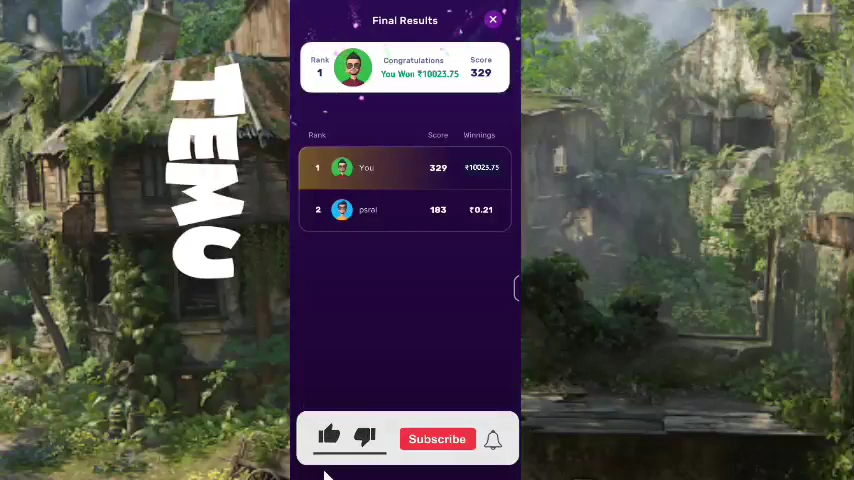 TEMU
Final Results
Rank Congratulations Score
1 You Won ₹10023.75 329
Rank Score Winnings
1 You 329 ₹10023.75
2 psrai 183 ₹0.21
Subscribe